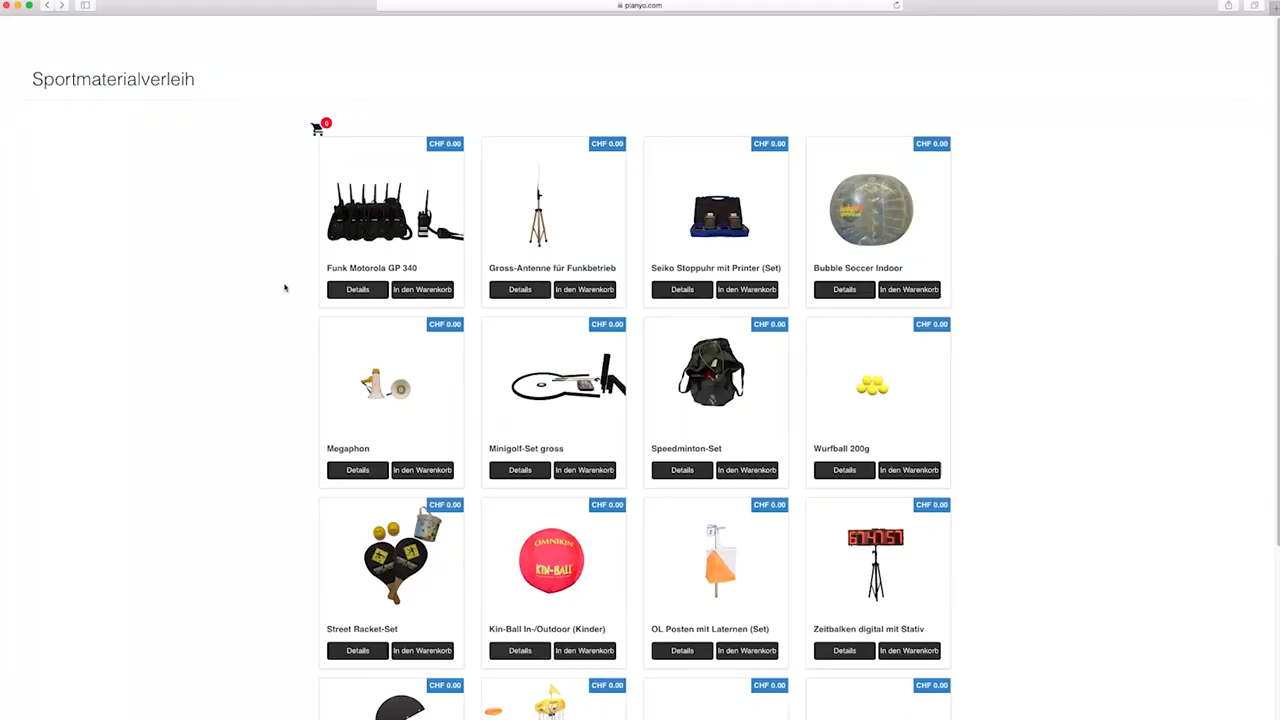 planyo.com
Sportmaterialverleih
0
CHF 0.00 CHF 0.00 CHF 0.00 CHF 0.00
Funk Motorola GP 340 Gross-Antenne für Funkbetrieb Seiko Stoppuhr mit Printer (Set) Bubble Soccer Indoor
Details In den Warenkorb Details In den Warenkorb Details In den Warenkorb Details In den Warenkorb
CHF 0.00 CHF 0.00 CHF 0.00 CHF 0.00
Megaphon Minigolf-Set gross Speedminton-Set Wurfball 200g
Details In den Warenkorb Details In den Warenkorb Details In den Warenkorb Details In den Warenkorb
CHF 0.00 CHF 0.00 CHF 0.00 CHF 0.00
OMNIKIN
KIN-BALL
2
67:47:57
Street Racket-Set Kin-Ball In-/Outdoor (Kinder) OL Posten mit Laternen (Set) Zeitbalken digital mit Stativ
Details In den Warenkorb Details In den Warenkorb Details In den Warenkorb Details In den Warenkorb
CHF 0.00 CHF 0.00 CHF 0.00 CHF 0.00